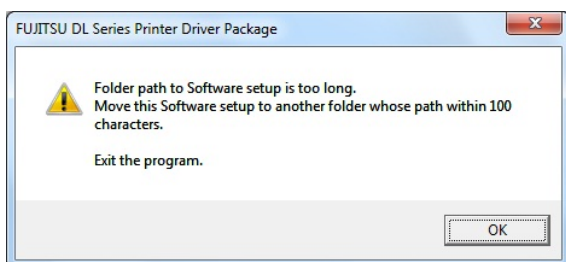 FUJITSU DL Series Printer Driver Package
Folder path to Software setup is too long.
Move this Software setup to another folder whose path within 100
characters.
Exit the program.
OK